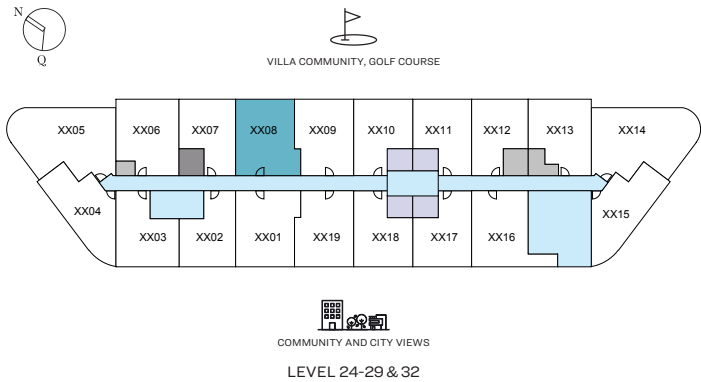 N
Q
VILLA COMMUNITY, GOLF COURSE
XX05 XX06 XX07 XX08 XX09 XX10 XX11 XX12 XX13 XX14
XX04 XX15
XX03 XX02 XX01 XX19 XX18 XX17 XX16
COMMUNITY AND CITY VIEWS
LEVEL 24-29 & 32